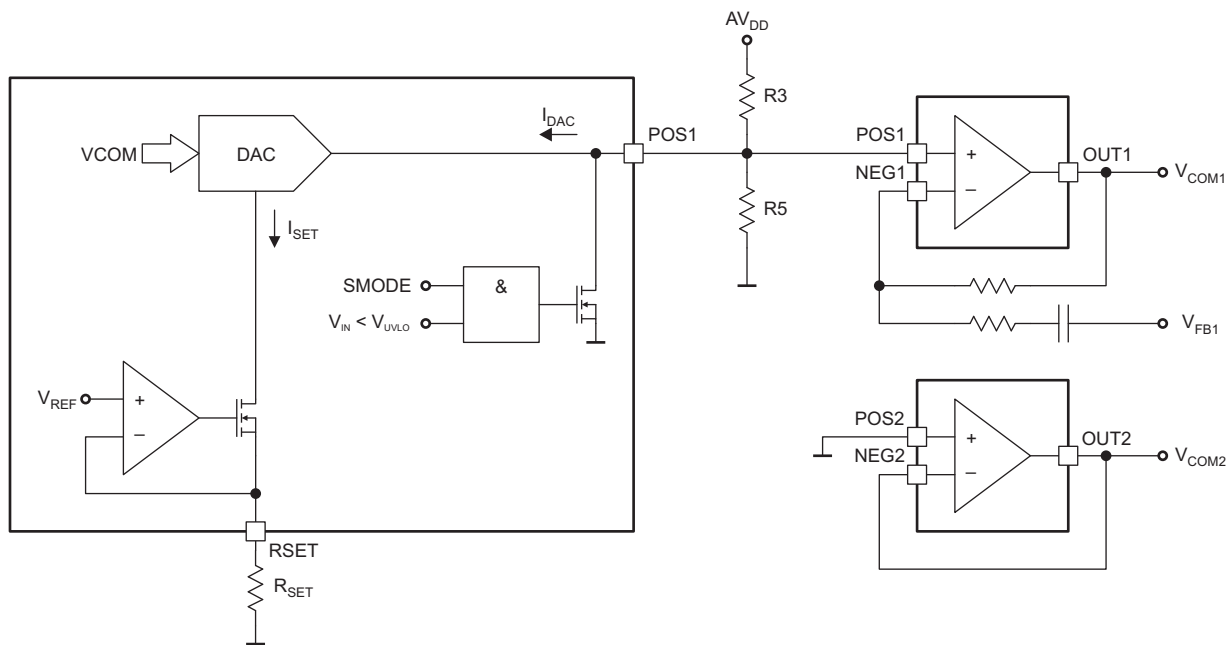 AVDD
R3
IDAC
POS1
POS1
NEG1
OUT1
VCOM1
VCOM
DAC
ISET
R5
SMODE
&
VIN < VUVLO
VFB1
VREF
+
−
+
−
POS2
NEG2
+
−
OUT2
VCOM2
RSET
RSET